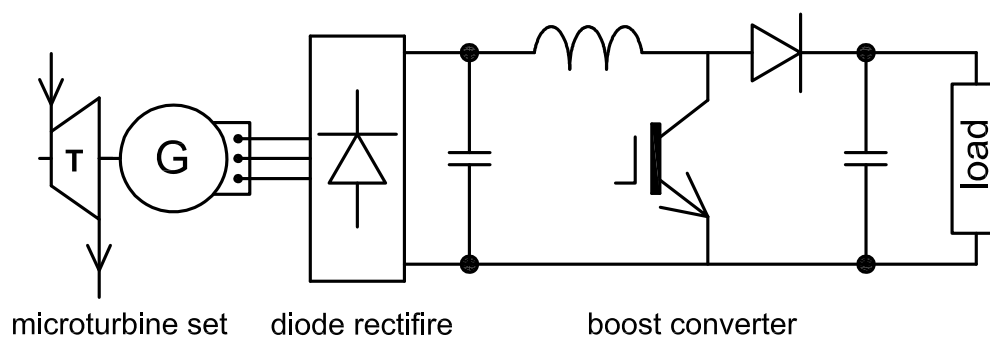 T
G
load
microturbine set
diode rectifire
boost converter